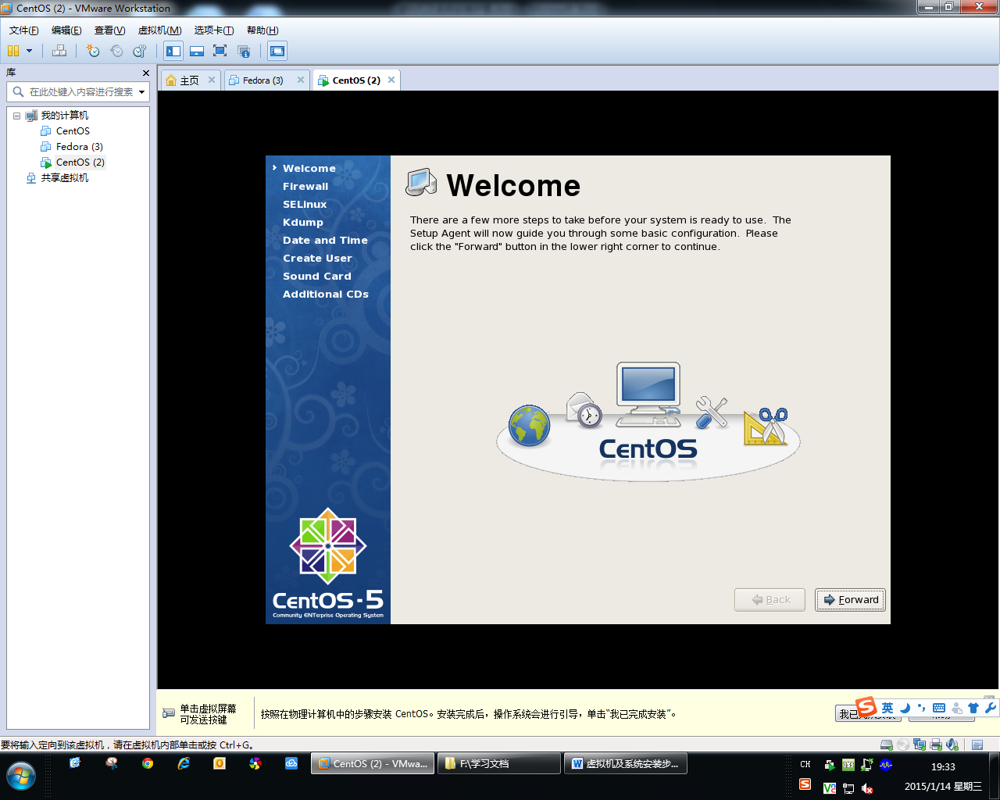 CentOS (2) - VMware Workstation
文件(F) 编辑(E) 查看(V) 虚拟机(M) 选项卡(T) 帮助(H)
库
在此处键入内容进行搜索
我的计算机
CentOS
Fedora (3)
CentOS (2)
共享虚拟机
主页 Fedora (3) CentOS (2)
Welcome
Firewall
SELinux
Kdump
Date and Time
Create User
Sound Card
Additional CDs
CentOS-5
Community ENTerprise Operating System
Welcome
There are a few more steps to take before your system is ready to use. The
Setup Agent will now guide you through some basic configuration. Please
click the "Forward" button in the lower right corner to continue.
CentOS
Back Forward
单击虚拟屏幕
可发送按键
按照在物理计算机中的步骤安装 CentOS。安装完成后，操作系统会进行引导，单击“我已完成安装”。
英
要将输入定向到该虚拟机，请在虚拟机内部单击或按 Ctrl+G。
CentOS (2) - VMwa... F:\学习文档 虚拟机及系统安装步...
CH
19:33
2015/1/14 星期三